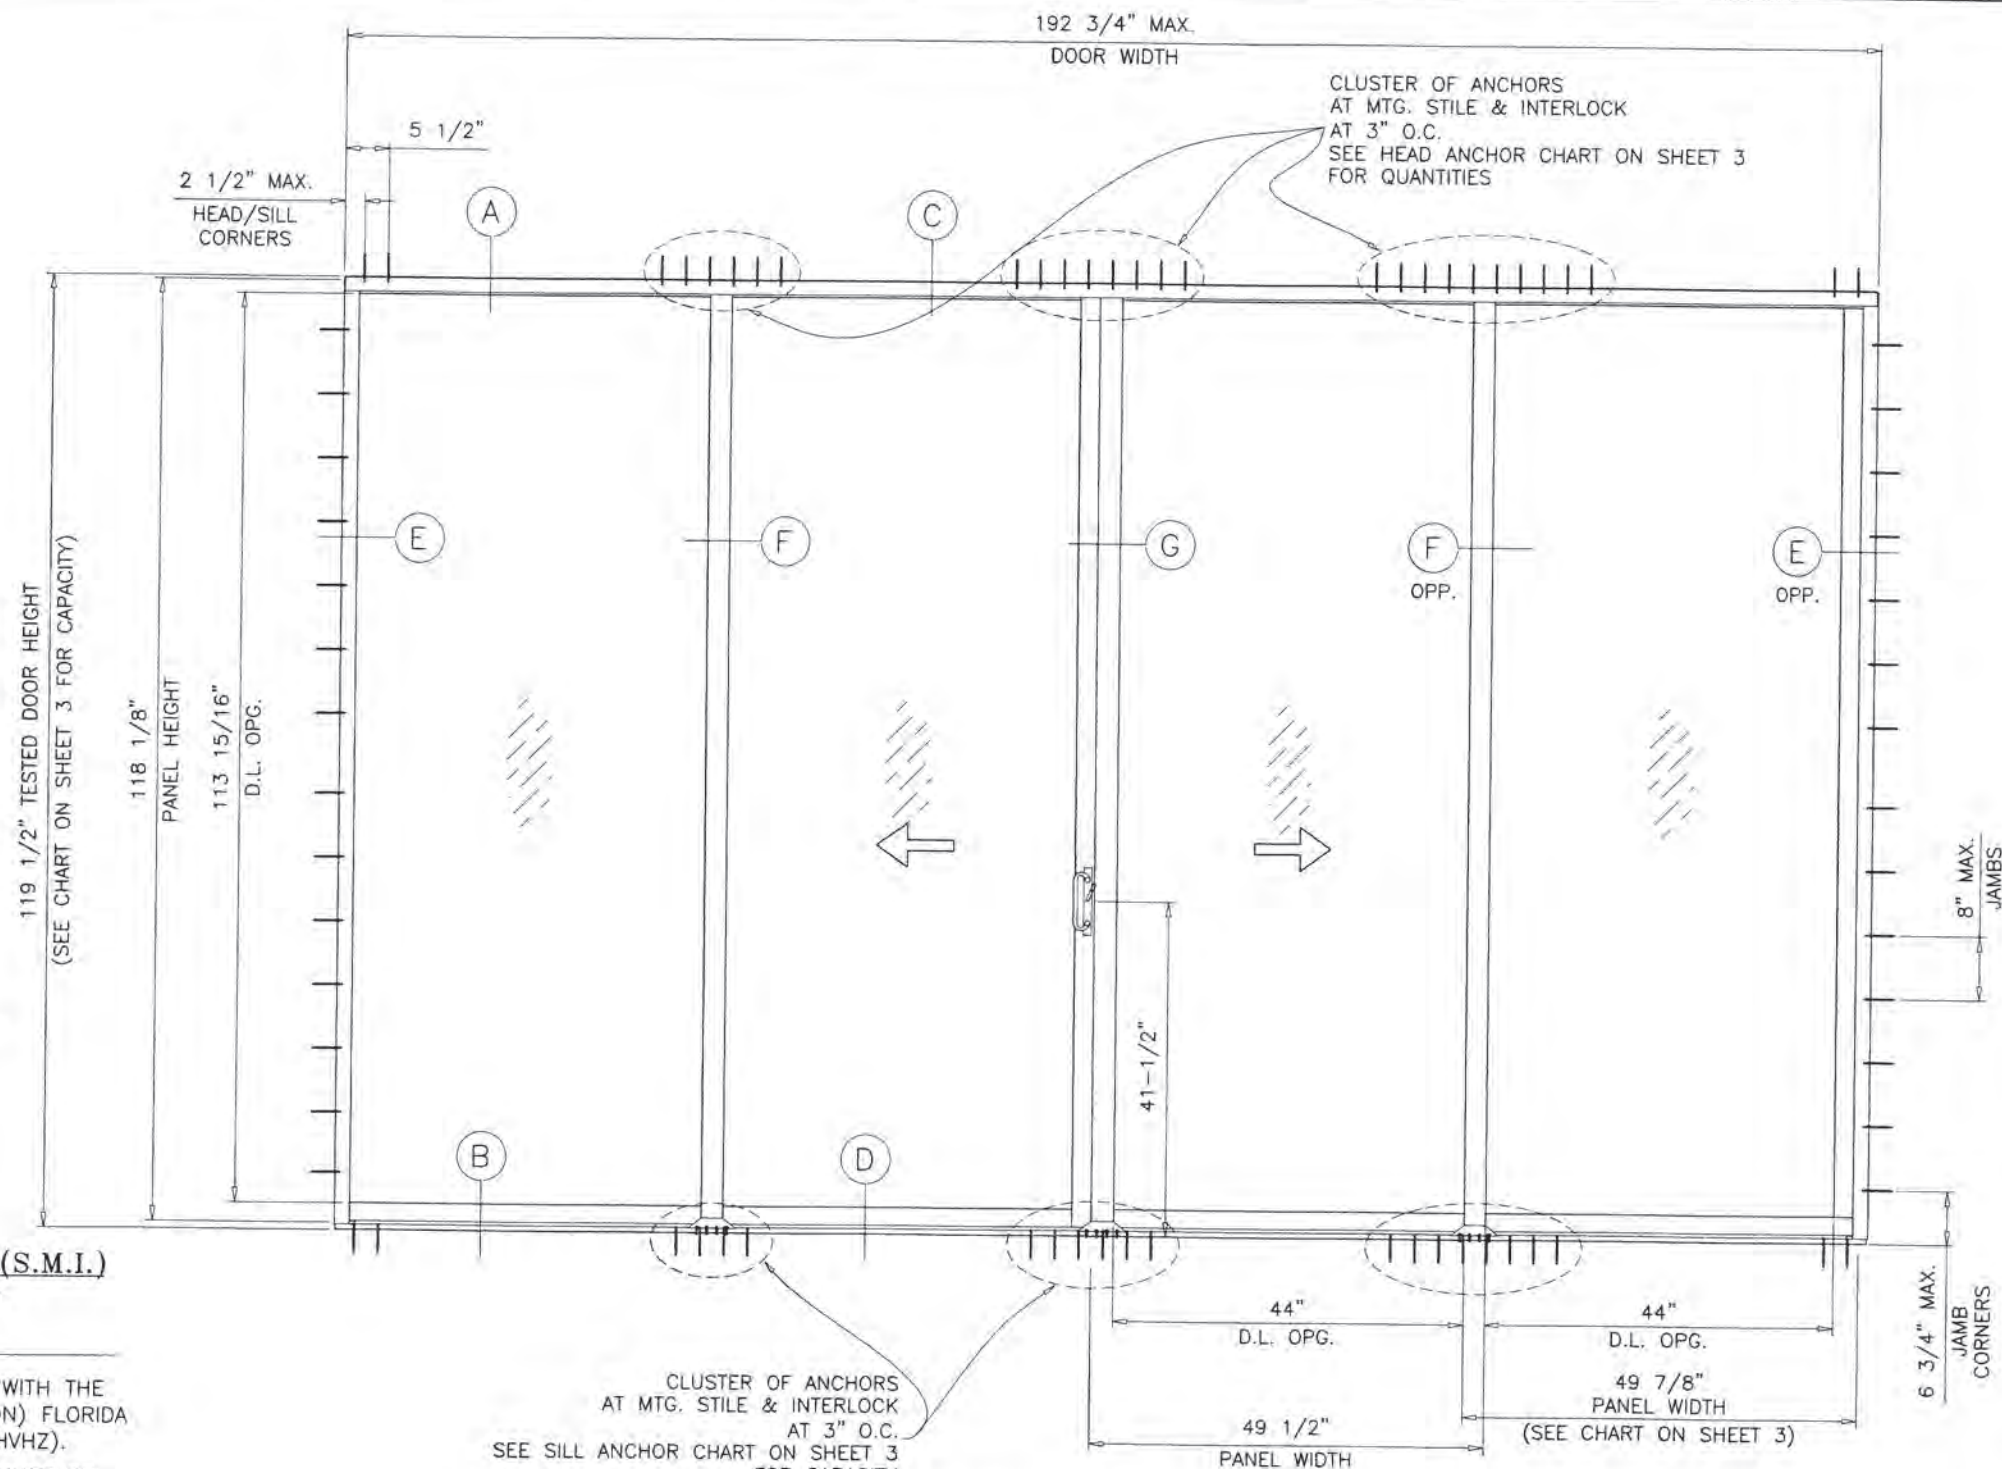 192 3/4" MAX.
DOOR WIDTH
CLUSTER OF ANCHORS
AT MTG. STILE & INTERLOCK
AT 3" O.C.
SEE HEAD ANCHOR CHART ON SHEET 3
FOR QUANTITIES
5 1/2"
2 1/2" MAX.
HEAD/SILL
CORNERS
A
C
119 1/2" TESTED DOOR HEIGHT
(SEE CHART ON SHEET 3 FOR CAPACITY)
118 1/8"
PANEL HEIGHT
113 15/16"
D.L. OPG.
E
F
G
F
OPP.
E
OPP.
8" MAX.
JAMBS
41-1/2"
B
D
6 3/4" MAX.
JAMB
CORNERS
44"
D.L. OPG.
44"
D.L. OPG.
49 7/8"
PANEL WIDTH
(SEE CHART ON SHEET 3)
49 1/2"
PANEL WIDTH
CLUSTER OF ANCHORS
AT MTG. STILE & INTERLOCK
AT 3" O.C.
SEE SILL ANCHOR CHART ON SHEET 3
(S.M.I.)
WITH THE
ON) FLORIDA
HVHZ).